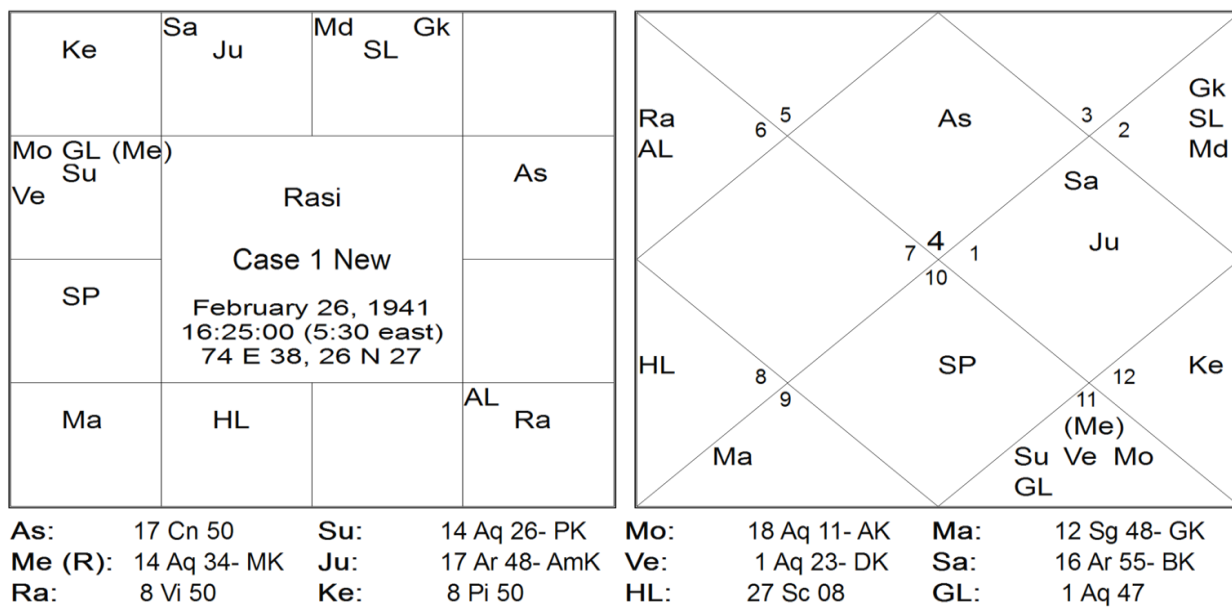 Ke
Sa
Ju
Md Gk
SL
Mo GL (Me)
Su
Ve
As
Rasi
Case 1 New
February 26, 1941
16:25:00 (5:30 east)
74 E 38, 26 N 27
SP
Ma
HL
AL
Ra
Ra
AL
5
6
As
3
2
Gk
SL
Md
Sa
Ju
4
7 1
10
HL
8
9
SP
12
11
Ke
Ma
(Me)
Su Ve Mo
GL
As: 17 Cn 50 Su: 14 Aq 26- PK Mo: 18 Aq 11- AK Ma: 12 Sg 48- GK
Me (R): 14 Aq 34- MK Ju: 17 Ar 48- AmK Ve: 1 Aq 23- DK Sa: 16 Ar 55- BK
Ra: 8 Vi 50 Ke: 8 Pi 50 HL: 27 Sc 08 GL: 1 Aq 47